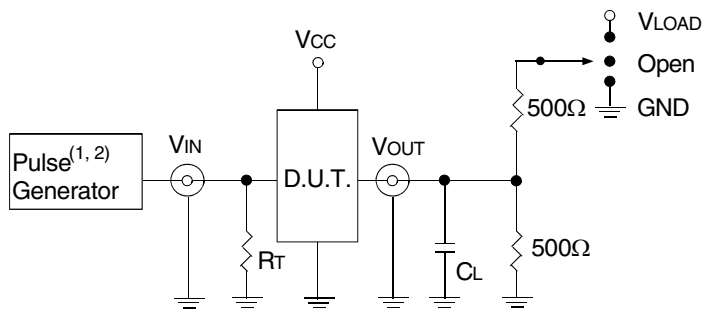 VLOAD
VCC
Open
500Ω
GND
VIN
VOUT
Pulse(1, 2)
Generator
D.U.T.
500Ω
RT
CL